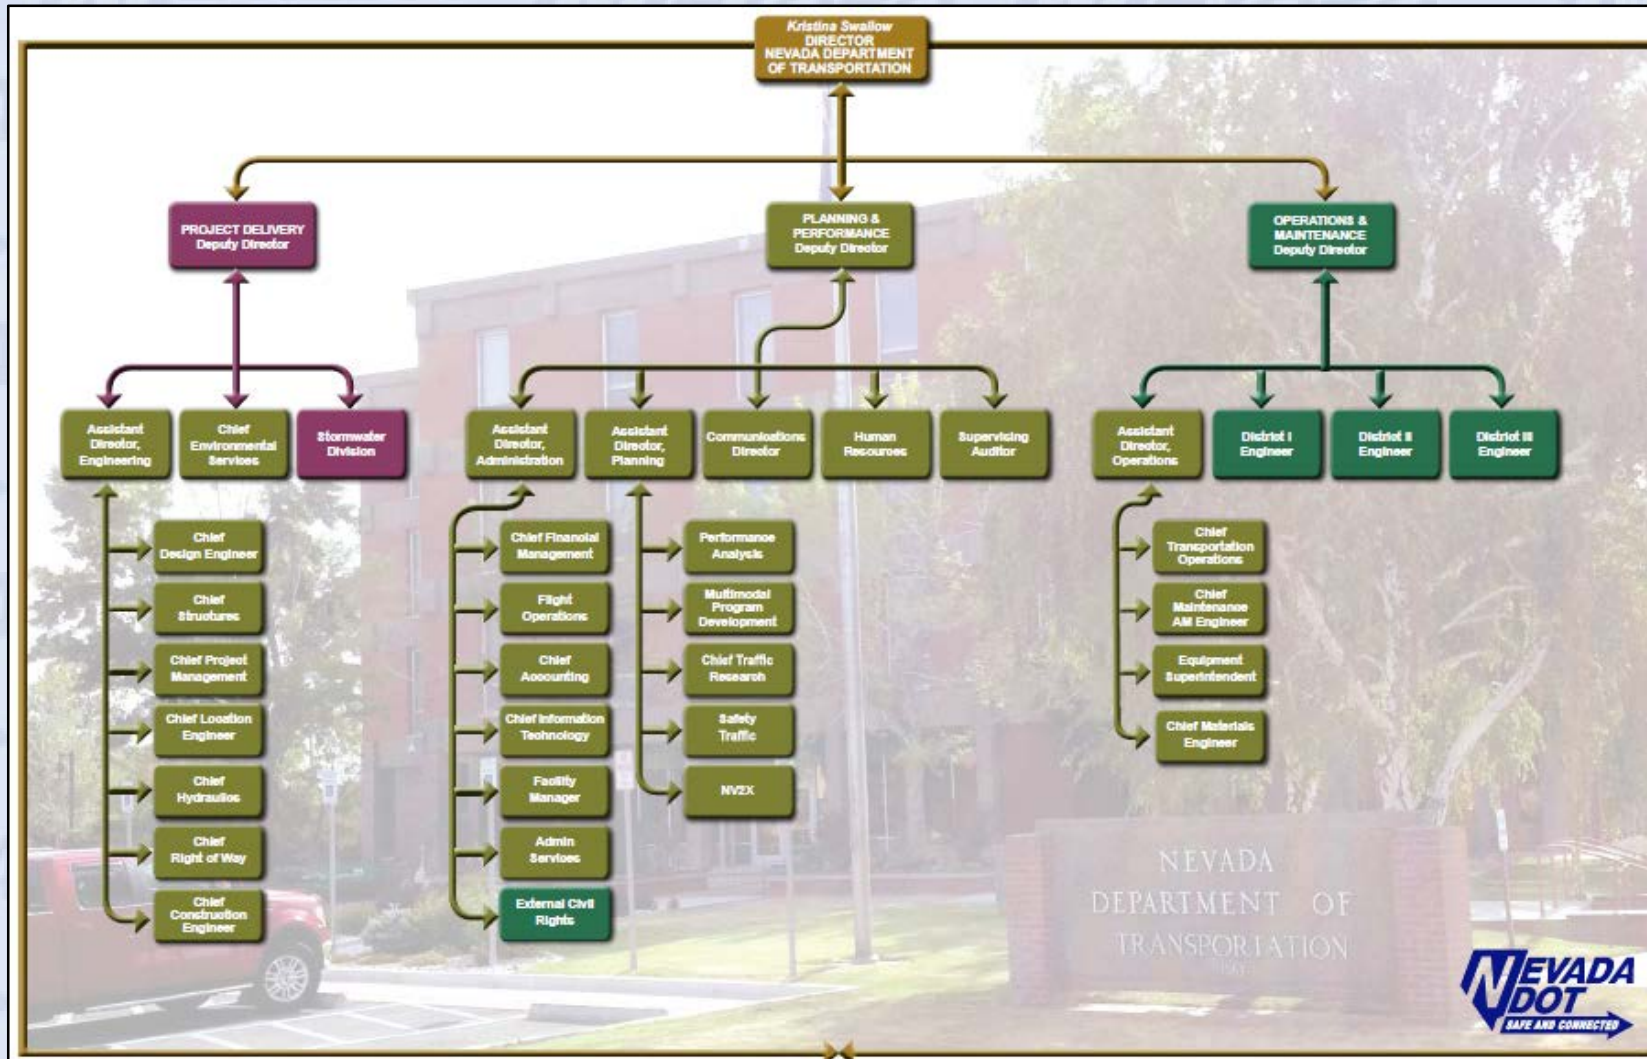 Kristina Swallow
DIRECTOR
NEVADA DEPARTMENT
OF TRANSPORTATION
PROJECT DELIVERY
Deputy Director
PLANNING &
PERFORMANCE
Deputy Director
OPERATIONS &
MAINTENANCE
Deputy Director
Assistant
Director,
Engineering
Chief
Environmental
Services
Stormwater
Division
Assistant
Director,
Administration
Assistant
Director,
Planning
Communications
Director
Human
Resources
Supervising
Auditor
Assistant
Director,
Operations
District I
Engineer
District II
Engineer
District III
Engineer
Chief
Design Engineer
Chief
Structures
Chief Project
Management
Chief Location
Engineer
Chief
Hydraulics
Chief
Right of Way
Chief
Construction
Engineer
Chief Financial
Management
Flight
Operations
Chief
Accounting
Chief Information
Technology
Facility
Manager
Admin
Services
External Civil
Rights
Performance
Analysis
Multimodal
Program
Development
Chief Traffic
Research
Safety
Traffic
NV2X
Chief
Transportation
Operations
Chief
Maintenance
AM Engineer
Equipment
Superintendent
Chief Materials
Engineer
NEVADA
DEPARTMENT OF
TRANSPORTATION
NEVADA
DOT
SAFE AND CONNECTED